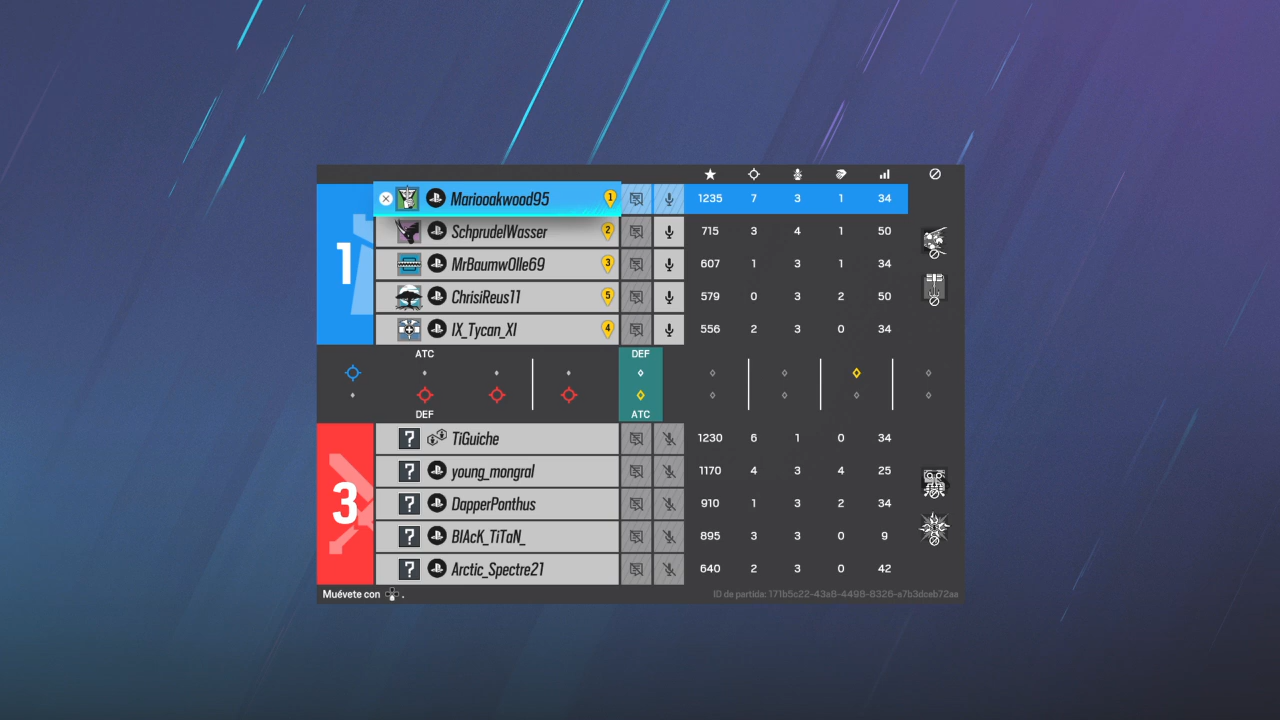 1
Mariooakwood95 1 1235 7 3 1 34
SchprudelWasser 2 715 3 4 1 50
MrBaumwOlle69 3 607 1 3 1 34
ChrisiReus11 5 579 0 3 2 50
IX_Tycan_XI 4 556 2 3 0 34
ATC DEF
DEF ATC
3
? TiGuiche 1230 6 1 0 34
? young_mongral 1170 4 3 4 25
? DapperPonthus 910 1 3 2 34
? BlAcK_TiTaN_ 895 3 3 0 9
? Arctic_Spectre21 640 2 3 0 42
Muévete con .
ID de partida: 171b5c22-43a8-4498-8326-a7b3dceb72aa